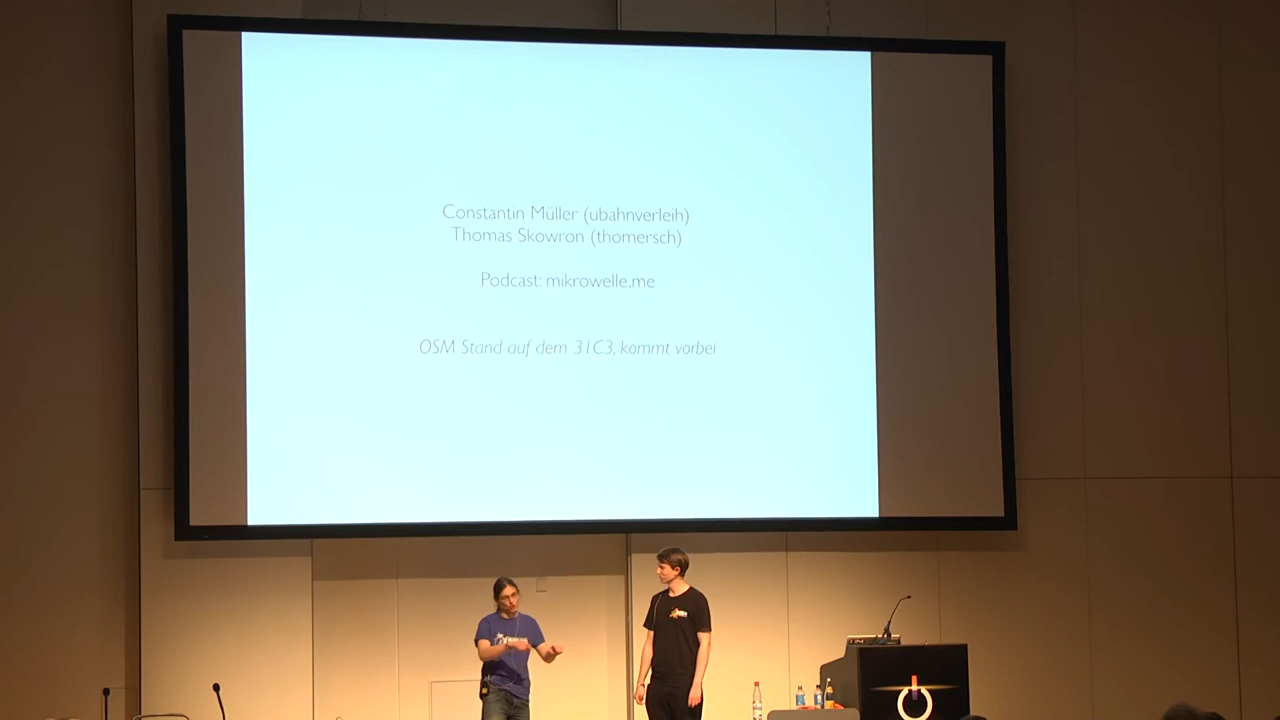 Constantin Müller (ubahnverleih)
Thomas Skowron (thomersch)
Podcast: mikrowelle.me
OSM Stand auf dem 31C3, kommt vorbei